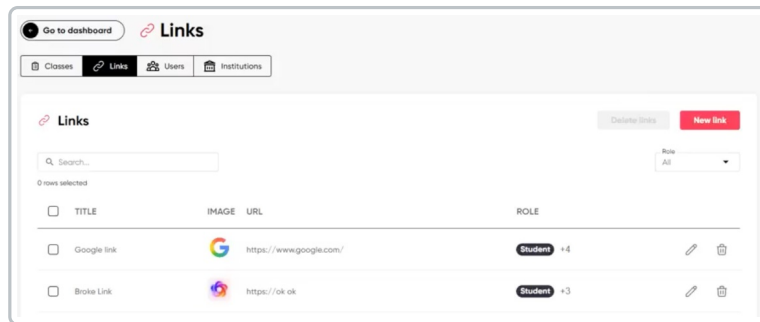 Go to dashboard Links
Classes Links Users Institutions
Links Delete links New link
Role
Search... All
0 rows selected
TITLE IMAGE URL ROLE
Google link https://www.google.com/ Student +4
Broke Link https://ok ok Student +3